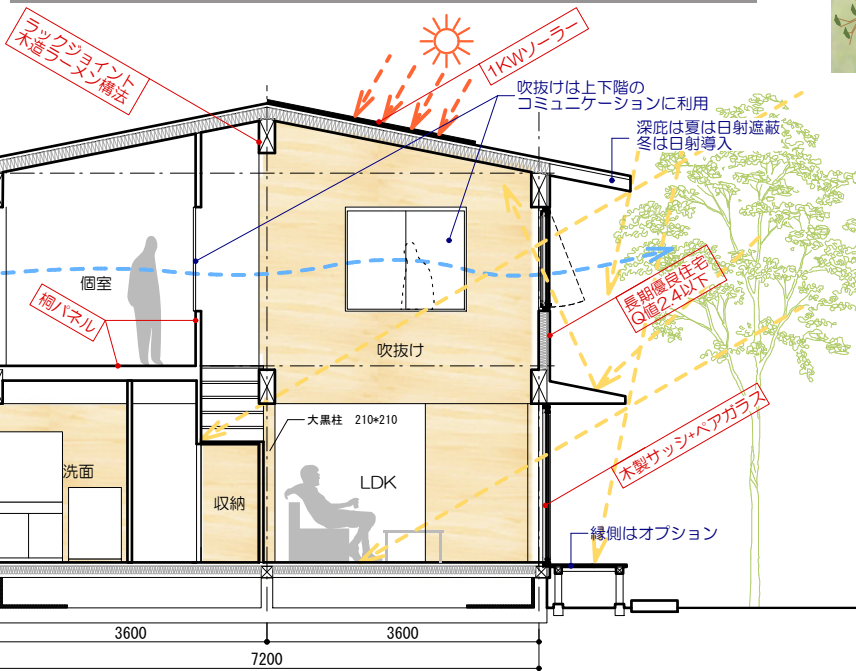 ラックジョイント
木造ラーメン構法
1KWソーラー
吹抜けは上下階の
コミュニケーションに利用
深庇は夏は日射遮蔽
冬は日射導入
個室
桐パネル
長期優良住宅
Q値2.4以下
吹抜け
大黒柱 210*210
木製サッシ+ペアガラス
洗面
収納
LDK
縁側はオプション
3600
3600
7200